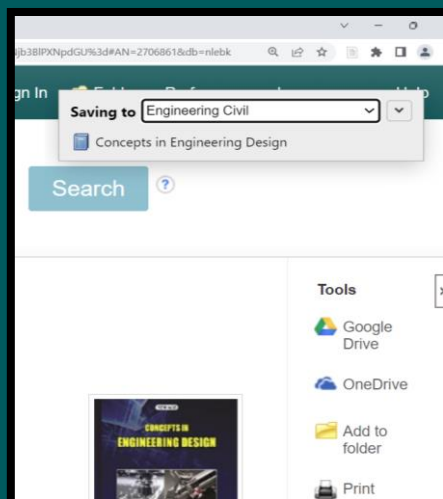 Njb3BlPXNpdGU%3d#AN=2706861&db=nlebk
Saving to Engineering Civil
Concepts in Engineering Design
Search ?
Tools
Google
Drive
OneDrive
CONCEPTS IN
ENGINEERING DESIGN
Add to
folder
Print